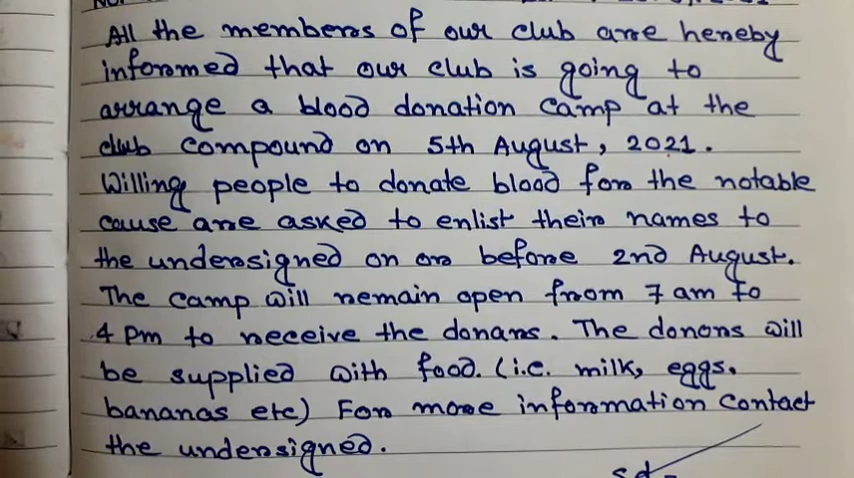 All the members of our club are hereby
informed that our club is going to
arrange a blood donation camp at the
club compound on 5th August, 2021.
Willing people to donate blood for the notable
cause are asked to enlist their names to
the undersigned on or before 2nd August.
The camp will remain open from 7 am to
4 pm to receive the donars. The donors will
be supplied with food. (i.e. milk, eggs.
bananas etc) For more information contact
the undersigned.
sd-